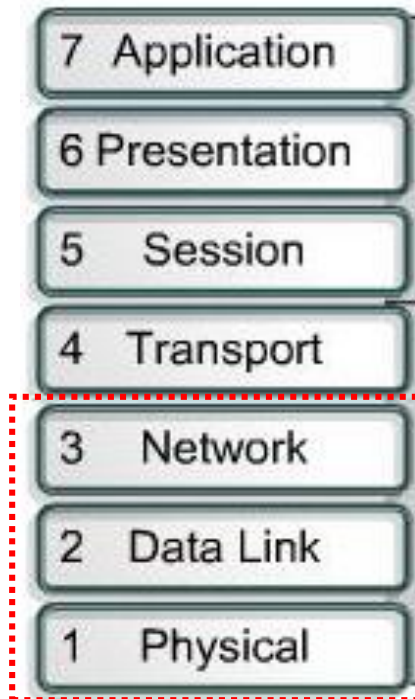 7 Application
6 Presentation
5 Session
4 Transport
3 Network
2 Data Link
1 Physical